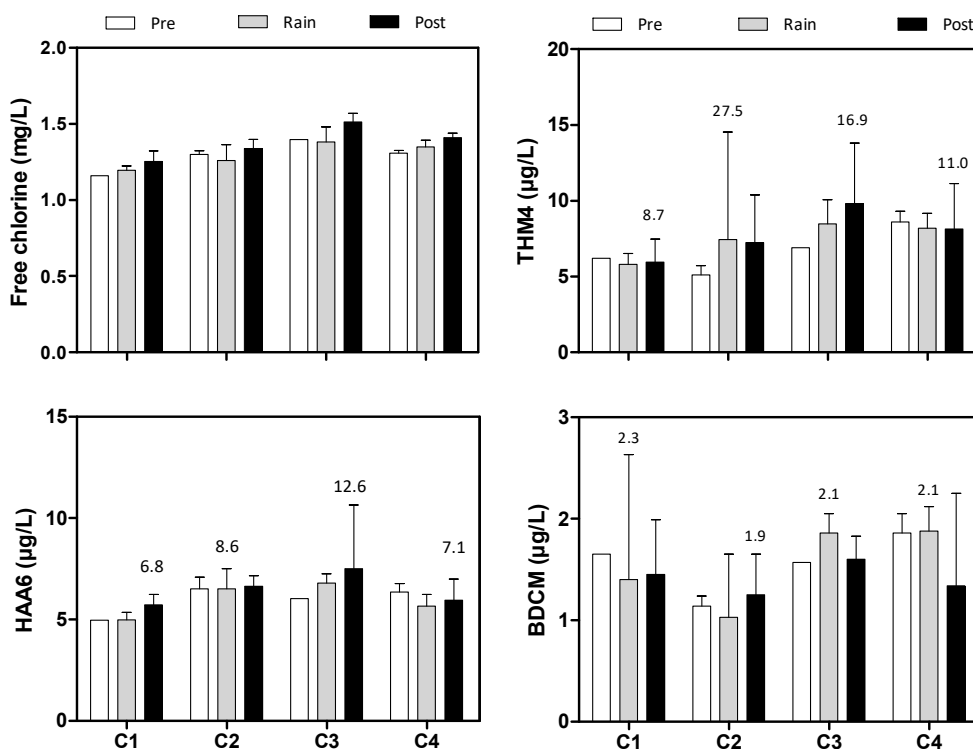 Pre Rain Post
2.0
1.5
1.0
0.5
0.0
Free chlorine (mg/L)
Pre Rain Post
20
15
10
5
0
THM4 (µg/L)
8.7 27.5 16.9 11.0
15
10
5
0
HAA6 (µg/L)
6.8 8.6 12.6 7.1
C1 C2 C3 C4
3
2
1
0
BDCM (µg/L)
2.3 1.9 2.1 2.1
C1 C2 C3 C4